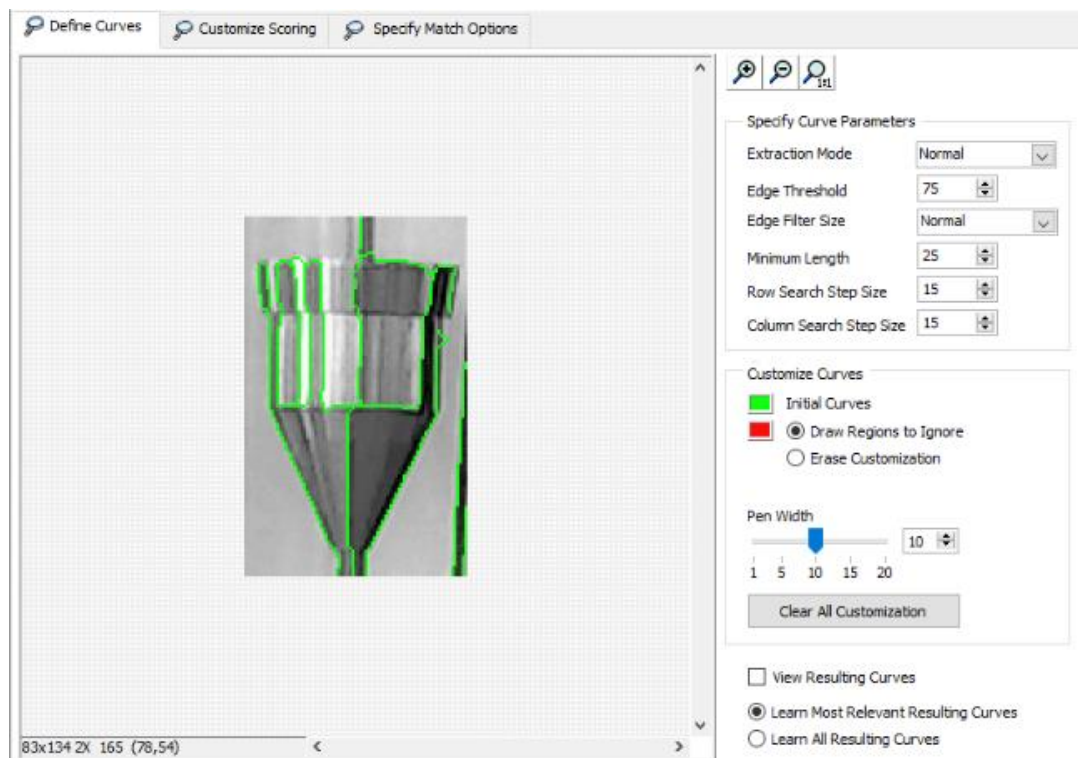 Define Curves Customize Scoring Specify Match Options
1:1
Specify Curve Parameters
Extraction Mode Normal
Edge Threshold 75
Edge Filter Size Normal
Minimum Length 25
Row Search Step Size 15
Column Search Step Size 15
Customize Curves
Initial Curves
Draw Regions to Ignore
Erase Customization
Pen Width
10
1 5 10 15 20
Clear All Customization
View Resulting Curves
Learn Most Relevant Resulting Curves
Learn All Resulting Curves
83x134 2X 165 (78,54)